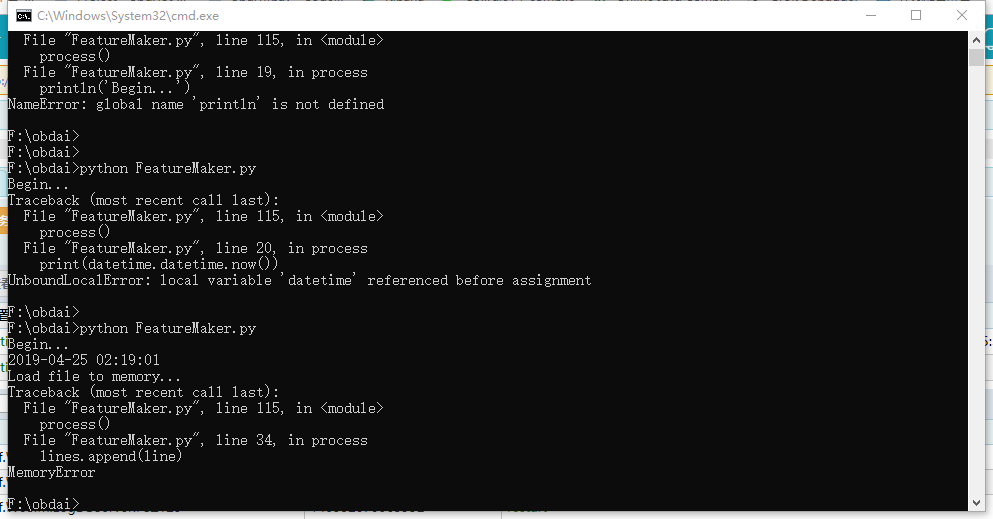 C:\Windows\System32\cmd.exe
File "FeatureMaker.py", line 115, in <module>
process()
File "FeatureMaker.py", line 19, in process
println('Begin...')
NameError: global name 'println' is not defined
F:\obdai>
F:\obdai>
F:\obdai>python FeatureMaker.py
Begin...
Traceback (most recent call last):
File "FeatureMaker.py", line 115, in <module>
process()
File "FeatureMaker.py", line 20, in process
print(datetime.datetime.now())
UnboundLocalError: local variable 'datetime' referenced before assignment
F:\obdai>
F:\obdai>python FeatureMaker.py
Begin...
2019-04-25 02:19:01
Load file to memory...
Traceback (most recent call last):
File "FeatureMaker.py", line 115, in <module>
process()
File "FeatureMaker.py", line 34, in process
lines.append(line)
MemoryError
F:\obdai>